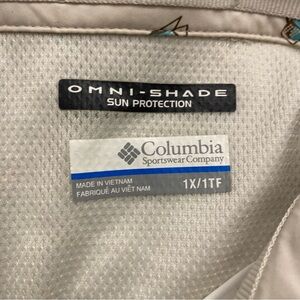 OMNI-SHADE
SUN PROTECTION
Columbia
Sportswear Company
MADE IN VIETNAM
FABRIQUÉ AU VIÊT NAM
1X/1TF